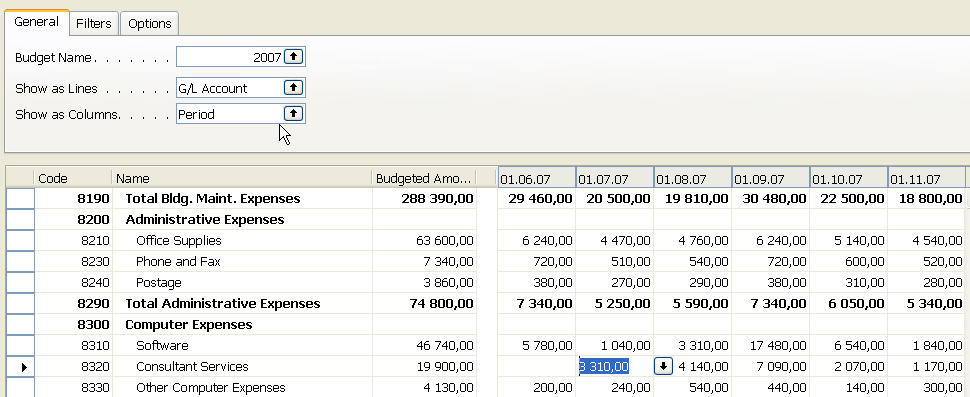 General Filters Options
Budget Name . . . . . . . 2007
Show as Lines . . . . . . G/L Account
Show as Columns. . . . . Period
Code Name Budgeted Amo... 01.06.07 01.07.07 01.08.07 01.09.07 01.10.07 01.11.07
8190 Total Bldg. Maint. Expenses 288 390,00 29 460,00 20 500,00 19 810,00 30 480,00 22 500,00 18 800,00
8200 Administrative Expenses
8210 Office Supplies 63 600,00 6 240,00 4 470,00 4 760,00 6 240,00 5 140,00 4 540,00
8230 Phone and Fax 7 340,00 720,00 510,00 540,00 720,00 600,00 520,00
8240 Postage 3 860,00 380,00 270,00 290,00 380,00 310,00 280,00
8290 Total Administrative Expenses 74 800,00 7 340,00 5 250,00 5 590,00 7 340,00 6 050,00 5 340,00
8300 Computer Expenses
8310 Software 46 740,00 5 780,00 1 040,00 3 310,00 17 480,00 6 540,00 1 840,00
8320 Consultant Services 19 900,00 3 310,00 4 140,00 7 090,00 2 070,00 1 170,00
8330 Other Computer Expenses 4 130,00 200,00 240,00 540,00 440,00 140,00 300,00